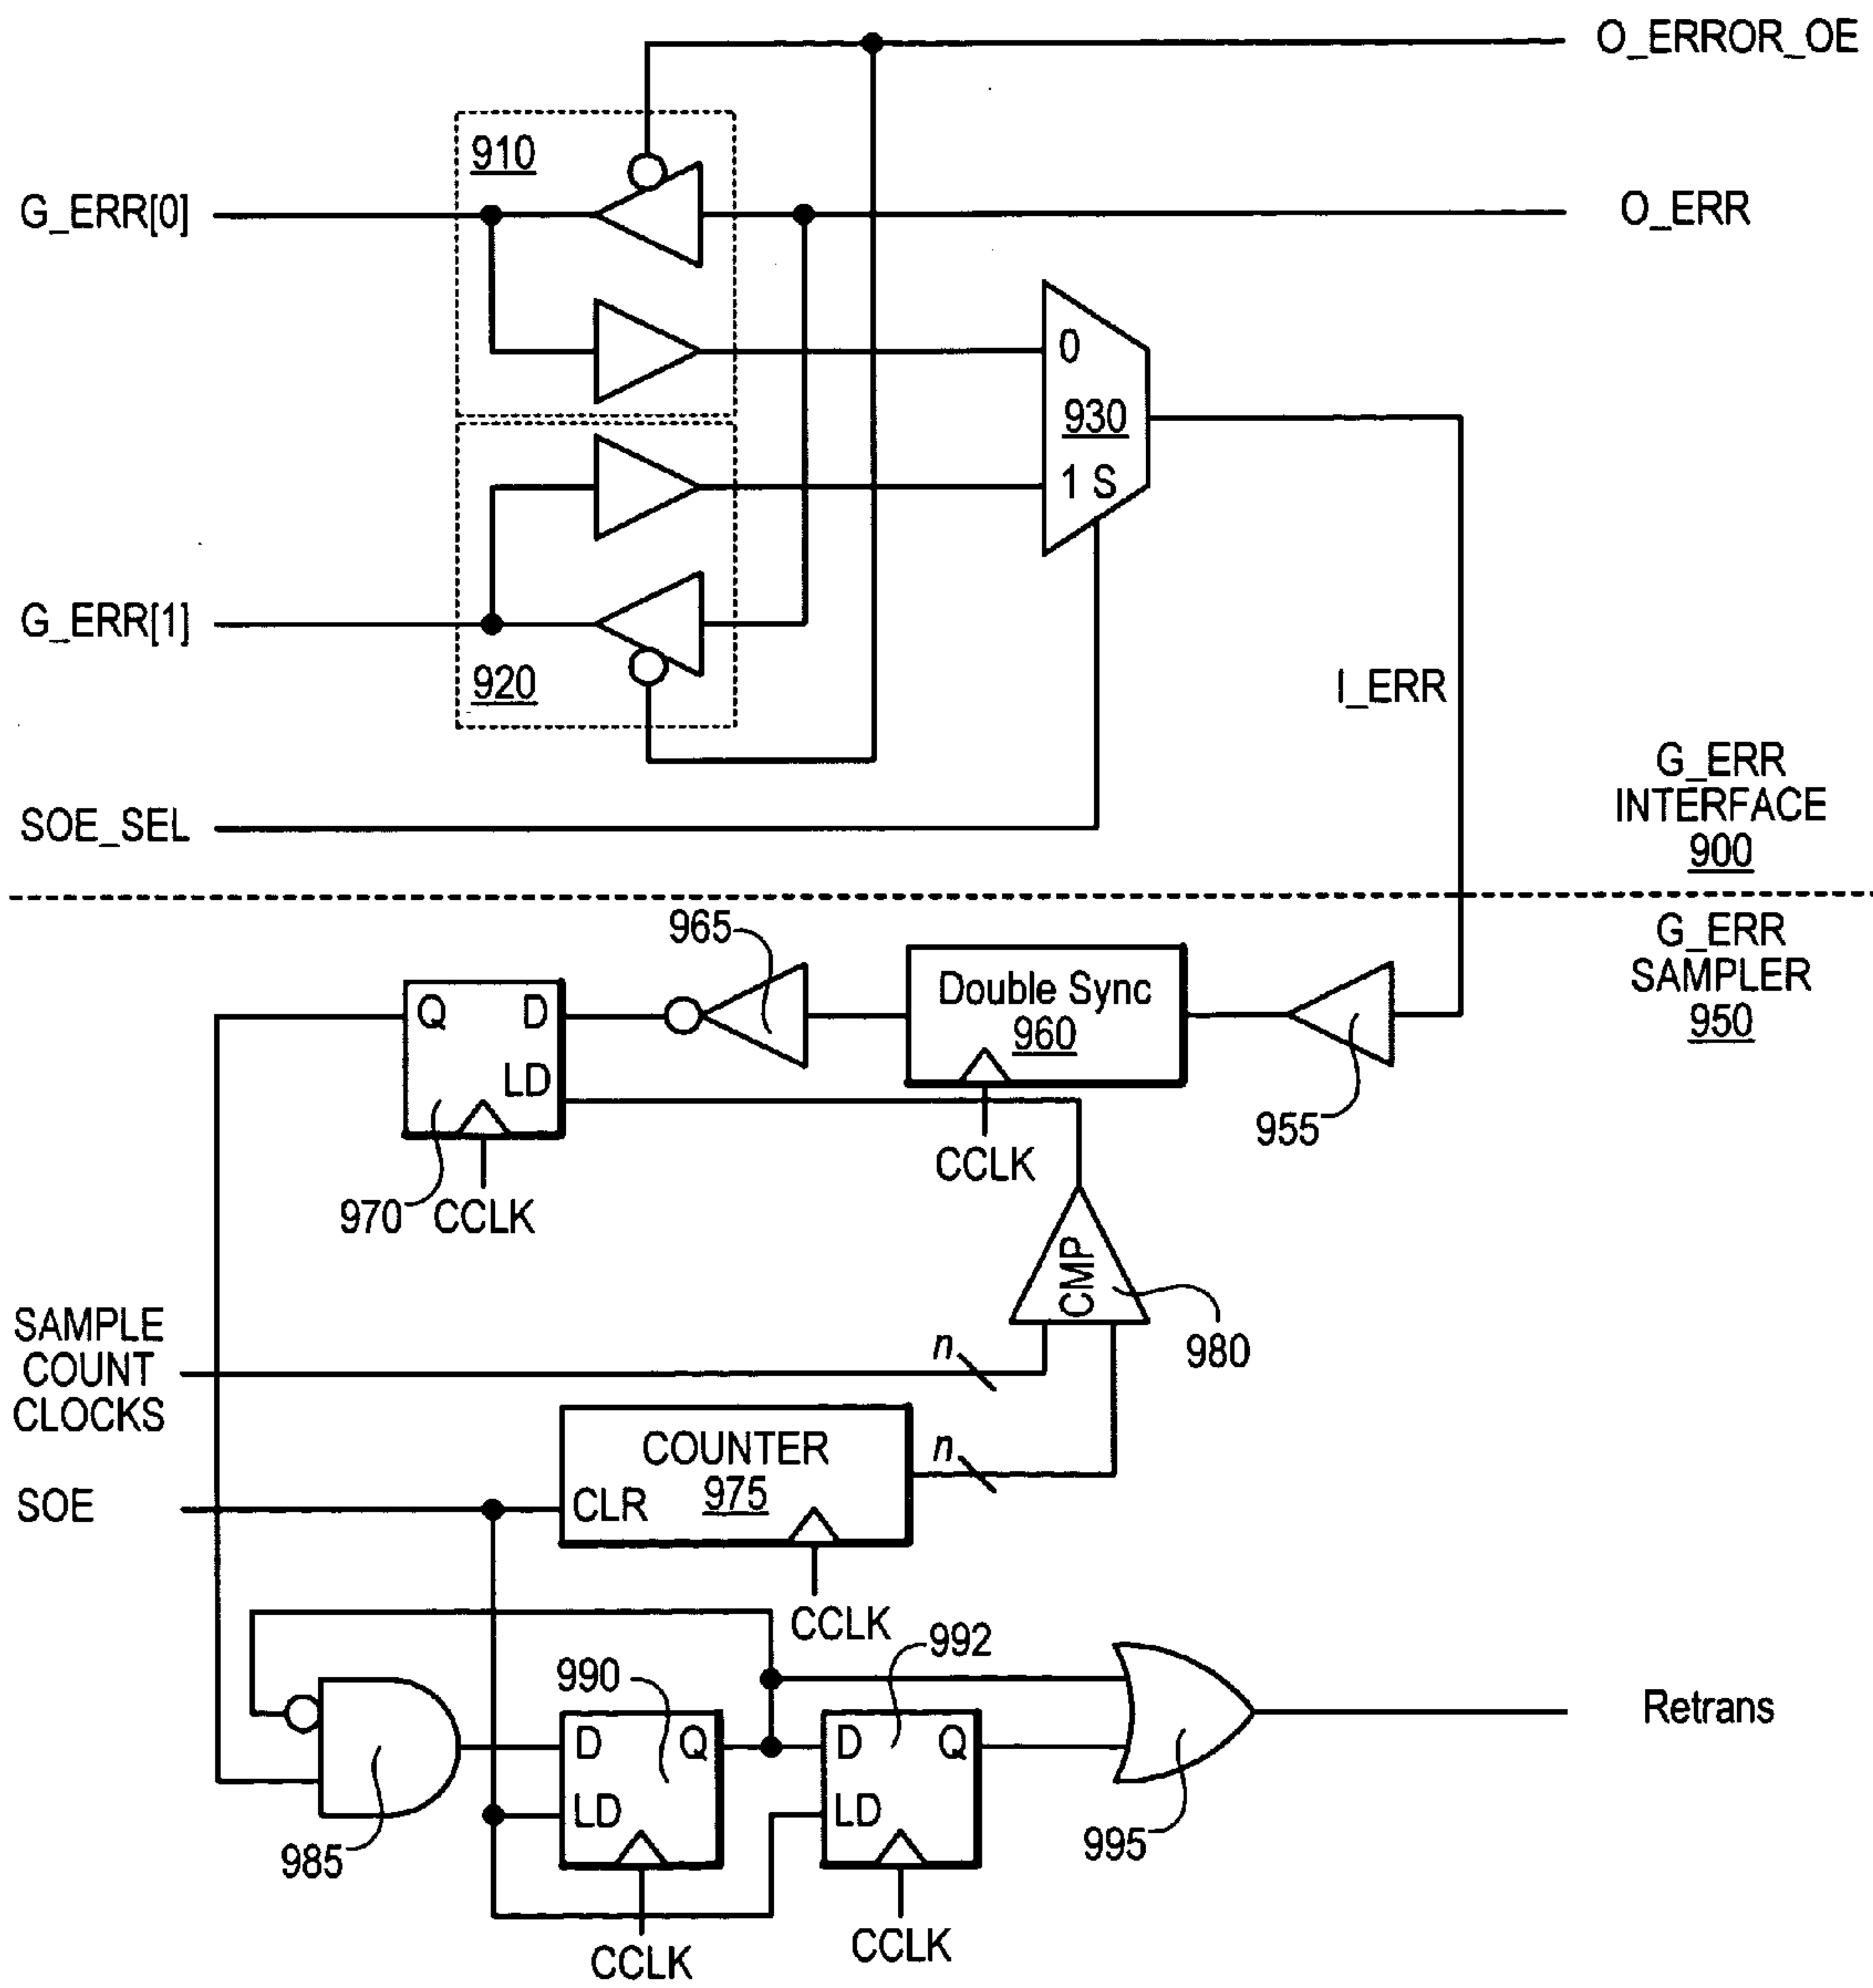 O_ERROR_OE
910
G_ERR[0]
O_ERR
0
930
1 S
G_ERR[1]
920
I_ERR
SOE_SEL
G_ERR
INTERFACE
900
965
G_ERR
SAMPLER
950
Q D
LD
Double Sync
960
955
CCLK
970 CCLK
CMP
980
SAMPLE
COUNT
CLOCKS
n
COUNTER
975
n
SOE
CLR
CCLK
992
990
D Q
LD
D Q
LD
Retrans
985
995
CCLK
CCLK